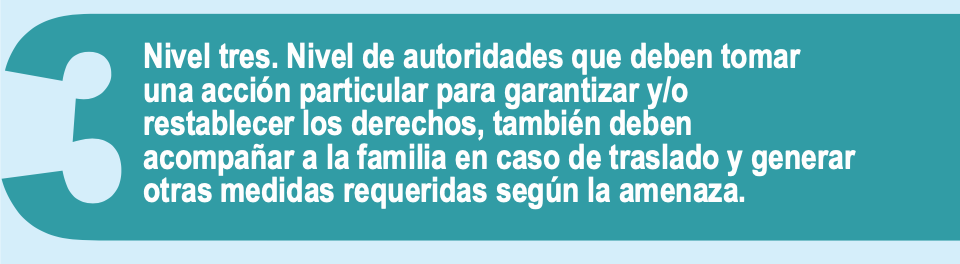 3
Nivel tres. Nivel de autoridades que deben tomar
una acción particular para garantizar y/o
restablecer los derechos, también deben
acompañar a la familia en caso de traslado y generar
otras medidas requeridas según la amenaza.